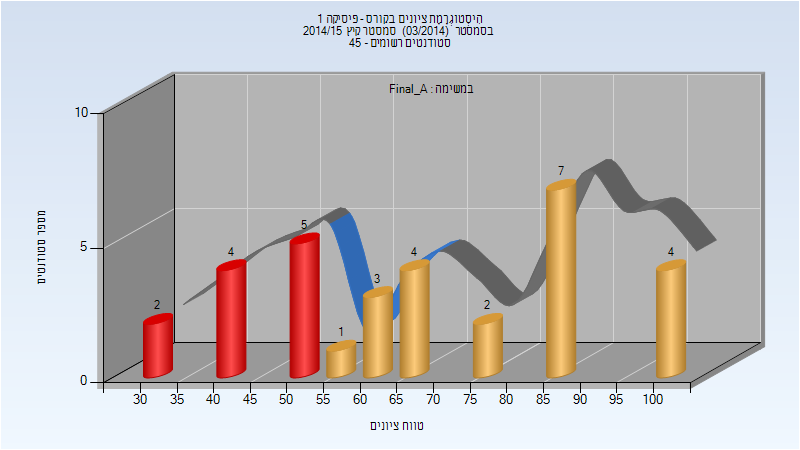 הִיסְטוֹגְרָמַת ציונים בקורס - פיסיקה 1
בסמסטר (03/2014) סמסטר קיץ 2014/15
סטודנטים רשומים - 45
במשימה : Final_A
מספר סטודנטים
10
5
0
2
4
5
1
3
4
2
7
4
30 35 40 45 50 55 60 65 70 75 80 85 90 95 100
טווח ציונים